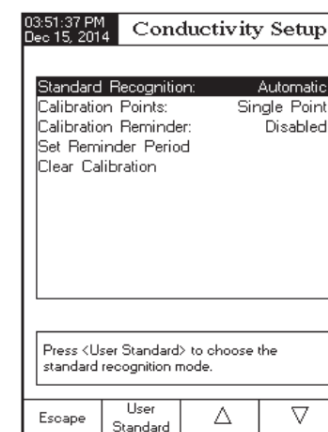 03:51:37 PM
Dec 15, 2014
Conductivity Setup
Standard Recognition: Automatic
Calibration Points: Single Point
Calibration Reminder: Disabled
Set Reminder Period
Clear Calibration
Press <User Standard> to choose the
standard recognition mode.
Escape
User
Standard